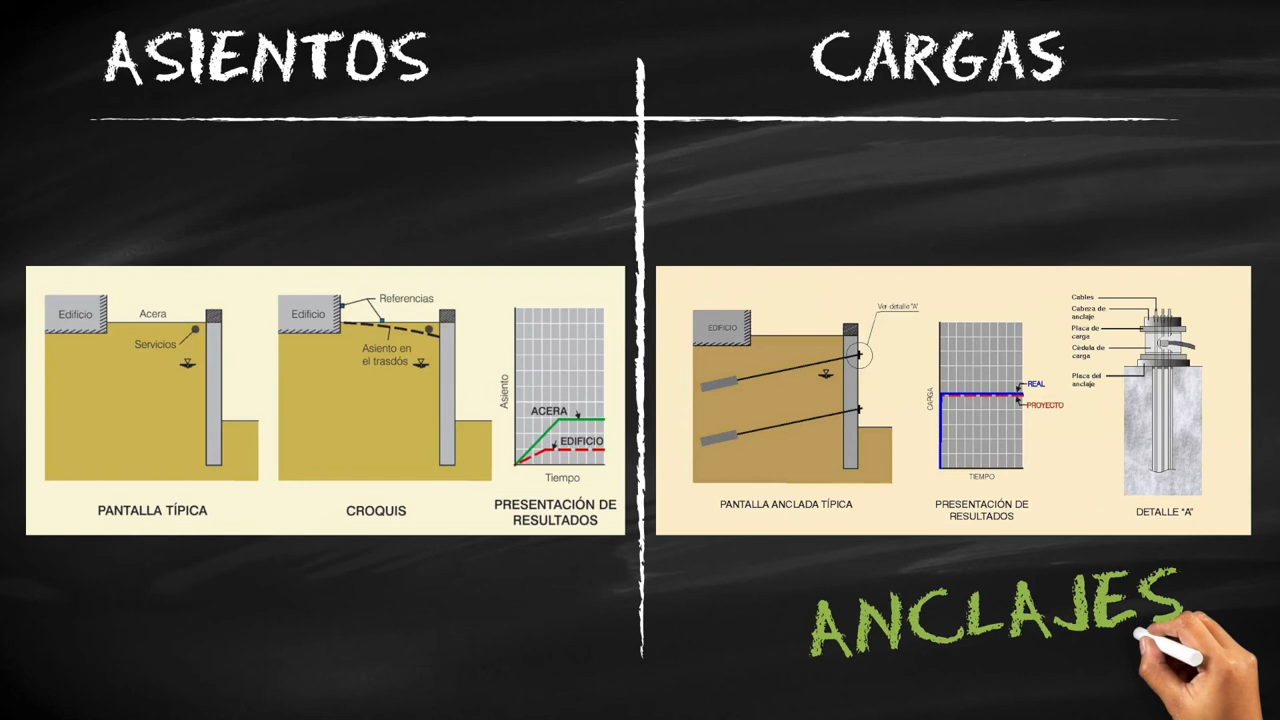 ASIENTOS
CARGAS
Edificio
Acera
Servicios
PANTALLA TÍPICA
Edificio
Referencias
Asiento en
el trasdós
CROQUIS
Asiento
ACERA
EDIFICIO
Tiempo
PRESENTACIÓN DE
RESULTADOS
EDIFICIO
Ver detalle "A"
PANTALLA ANCLADA TÍPICA
CARGA
REAL
PROYECTO
TIEMPO
PRESENTACIÓN DE
RESULTADOS
Cables
Cabeza de
anclaje
Placa de
carga
Cédula de
carga
Placa del
anclaje
DETALLE "A"
ANCLAJES